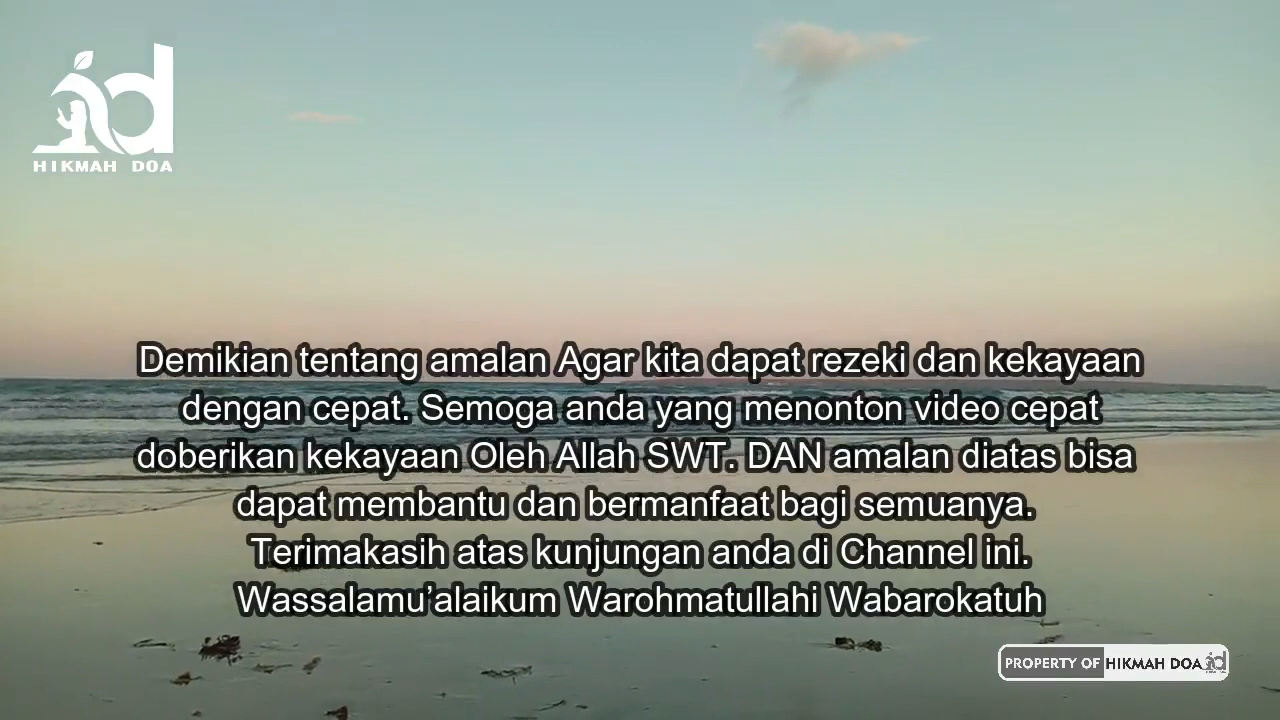 id
HIKMAH DOA
Demikian tentang amalan Agar kita dapat rezeki dan kekayaan
dengan cepat. Semoga anda yang menonton video cepat
doberikan kekayaan Oleh Allah SWT. DAN amalan diatas bisa
dapat membantu dan bermanfaat bagi semuanya.
Terimakasih atas kunjungan anda di Channel ini.
Wassalamu’alaikum Warohmatullahi Wabarokatuh
PROPERTY OF HIKMAH DOA id